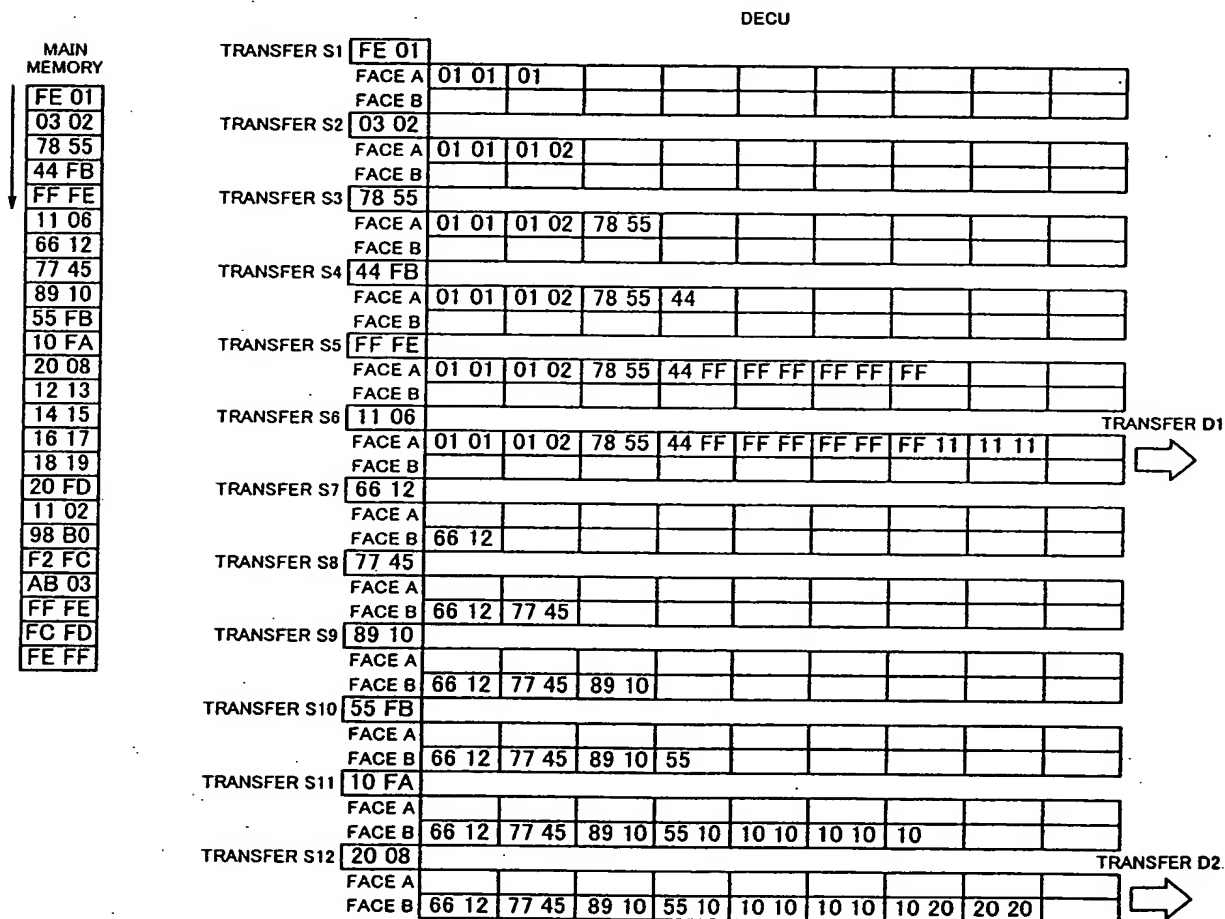 DECU
MAIN
MEMORY
FE 01
03 02
78 55
44 FB
FF FE
11 06
66 12
77 45
89 10
55 FB
10 FA
20 08
12 13
14 15
16 17
18 19
20 FD
11 02
98 B0
F2 FC
AB 03
FF FE
FC FD
FE FF
TRANSFER S1 FE 01
FACE A 01 01 01
FACE B
TRANSFER S2 03 02
FACE A 01 01 01 02
FACE B
TRANSFER S3 78 55
FACE A 01 01 01 02 78 55
FACE B
TRANSFER S4 44 FB
FACE A 01 01 01 02 78 55 44
FACE B
TRANSFER S5 FF FE
FACE A 01 01 01 02 78 55 44 FF FF FF FF FF FF
FACE B
TRANSFER S6 11 06
FACE A 01 01 01 02 78 55 44 FF FF FF FF FF FF 11 11 11
FACE B
TRANSFER D1
TRANSFER S7 66 12
FACE A
FACE B 66 12
TRANSFER S8 77 45
FACE A
FACE B 66 12 77 45
TRANSFER S9 89 10
FACE A
FACE B 66 12 77 45 89 10
TRANSFER S10 55 FB
FACE A
FACE B 66 12 77 45 89 10 55
TRANSFER S11 10 FA
FACE A
FACE B 66 12 77 45 89 10 55 10 10 10 10 10 10
TRANSFER S12 20 08
FACE A
FACE B 66 12 77 45 89 10 55 10 10 10 10 10 10 20 20 20
TRANSFER D2